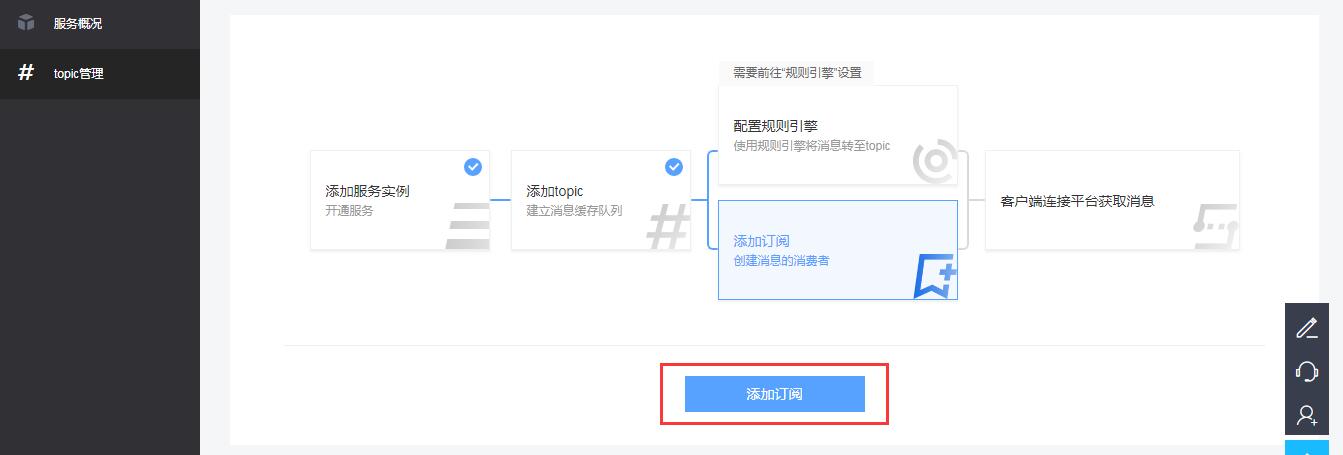 服务概况
# topic管理
需要前往“规则引擎”设置
配置规则引擎
使用规则引擎将消息转至topic
添加服务实例
开通服务
添加topic
建立消息缓存队列
#
添加订阅
创建消息的消费者
客户端连接平台获取消息
添加订阅